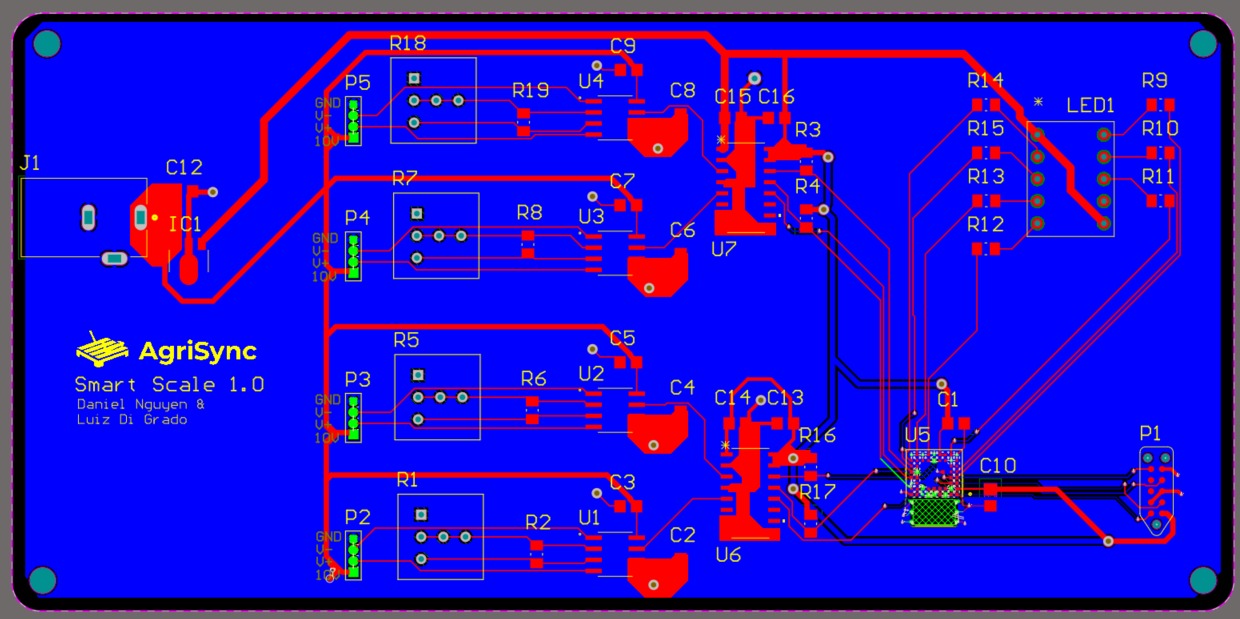 R18
C9
P5
U4
R19
C8
C15 C16
R14
LED1
R9
GND
V-
V+
10V
R15
R10
R3
J1
C12
R13
R11
R7
C7
R4
R12
P4
R8
U3
C6
IC1
U7
GND
V-
V+
10V
AgriSync
Smart Scale 1.0
Daniel Nguyen &
Luiz Di Grado
R5
C5
P3
R6
U2
C4
C14 C13
C1
GND
V-
V+
10V
R16
U5
P1
C10
R1
C3
R17
P2
R2
U1
C2
U6
GND
V-
V+